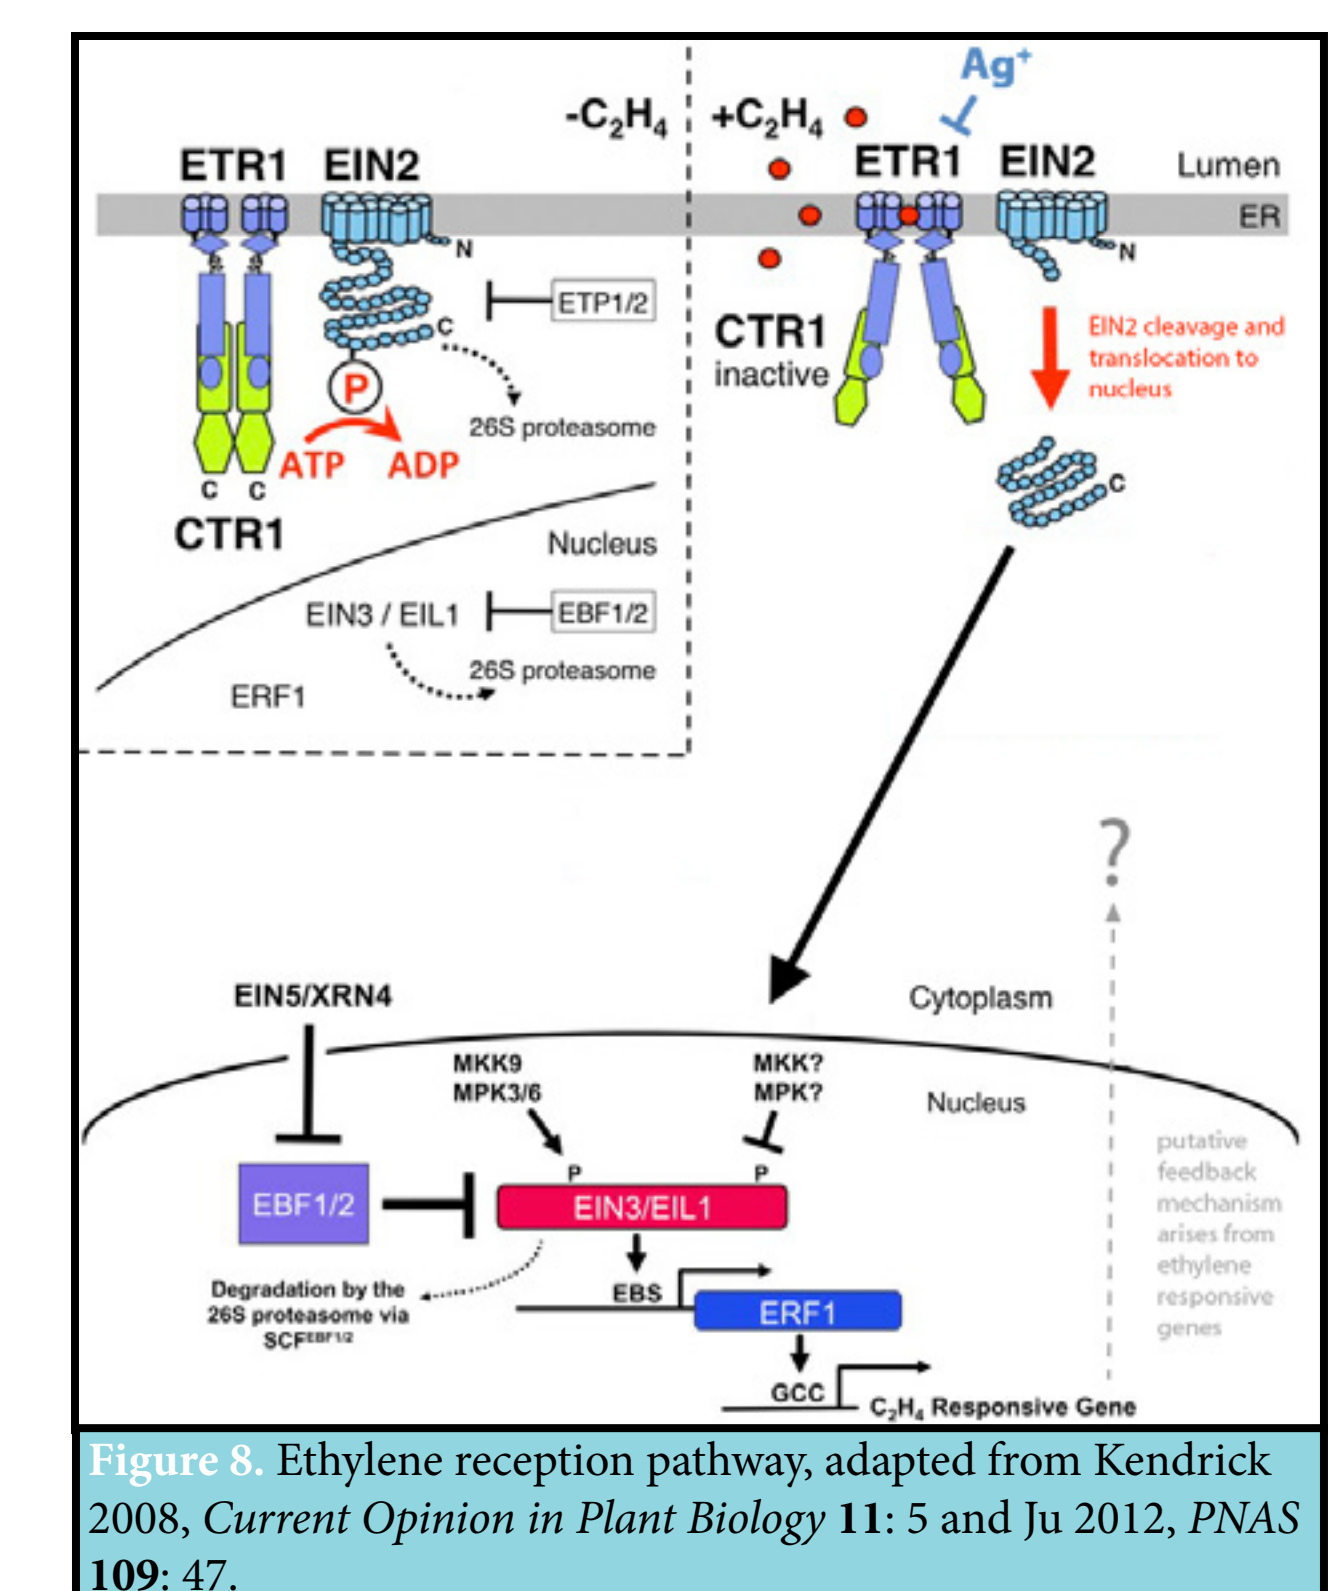 -C₂H₄
ETR1 EIN2
N
ETP1/2
C
P
26S proteasome
ATP ADP
C C
CTR1
Nucleus
EIN3 / EIL1
EBF1/2
26S proteasome
ERF1
Ag⁺
+C₂H₄
ETR1 EIN2 Lumen
ER
N
CTR1
inactive
EIN2 cleavage and
translocation to
nucleus
C
?
EIN5/XRN4
Cytoplasm
MKK9
MPK3/6
MKK?
MPK?
Nucleus
P P
EBF1/2
EIN3/EIL1
putative
feedback
mechanism
arises from
ethylene
responsive
genes
Degradation by the
26S proteasome via
SCFᴱᴮᶠ¹/²
EBS
ERF1
GCC
C₂H₄ Responsive Gene
Figure 8. Ethylene reception pathway, adapted from Kendrick
2008, Current Opinion in Plant Biology 11: 5 and Ju 2012, PNAS
109: 47.